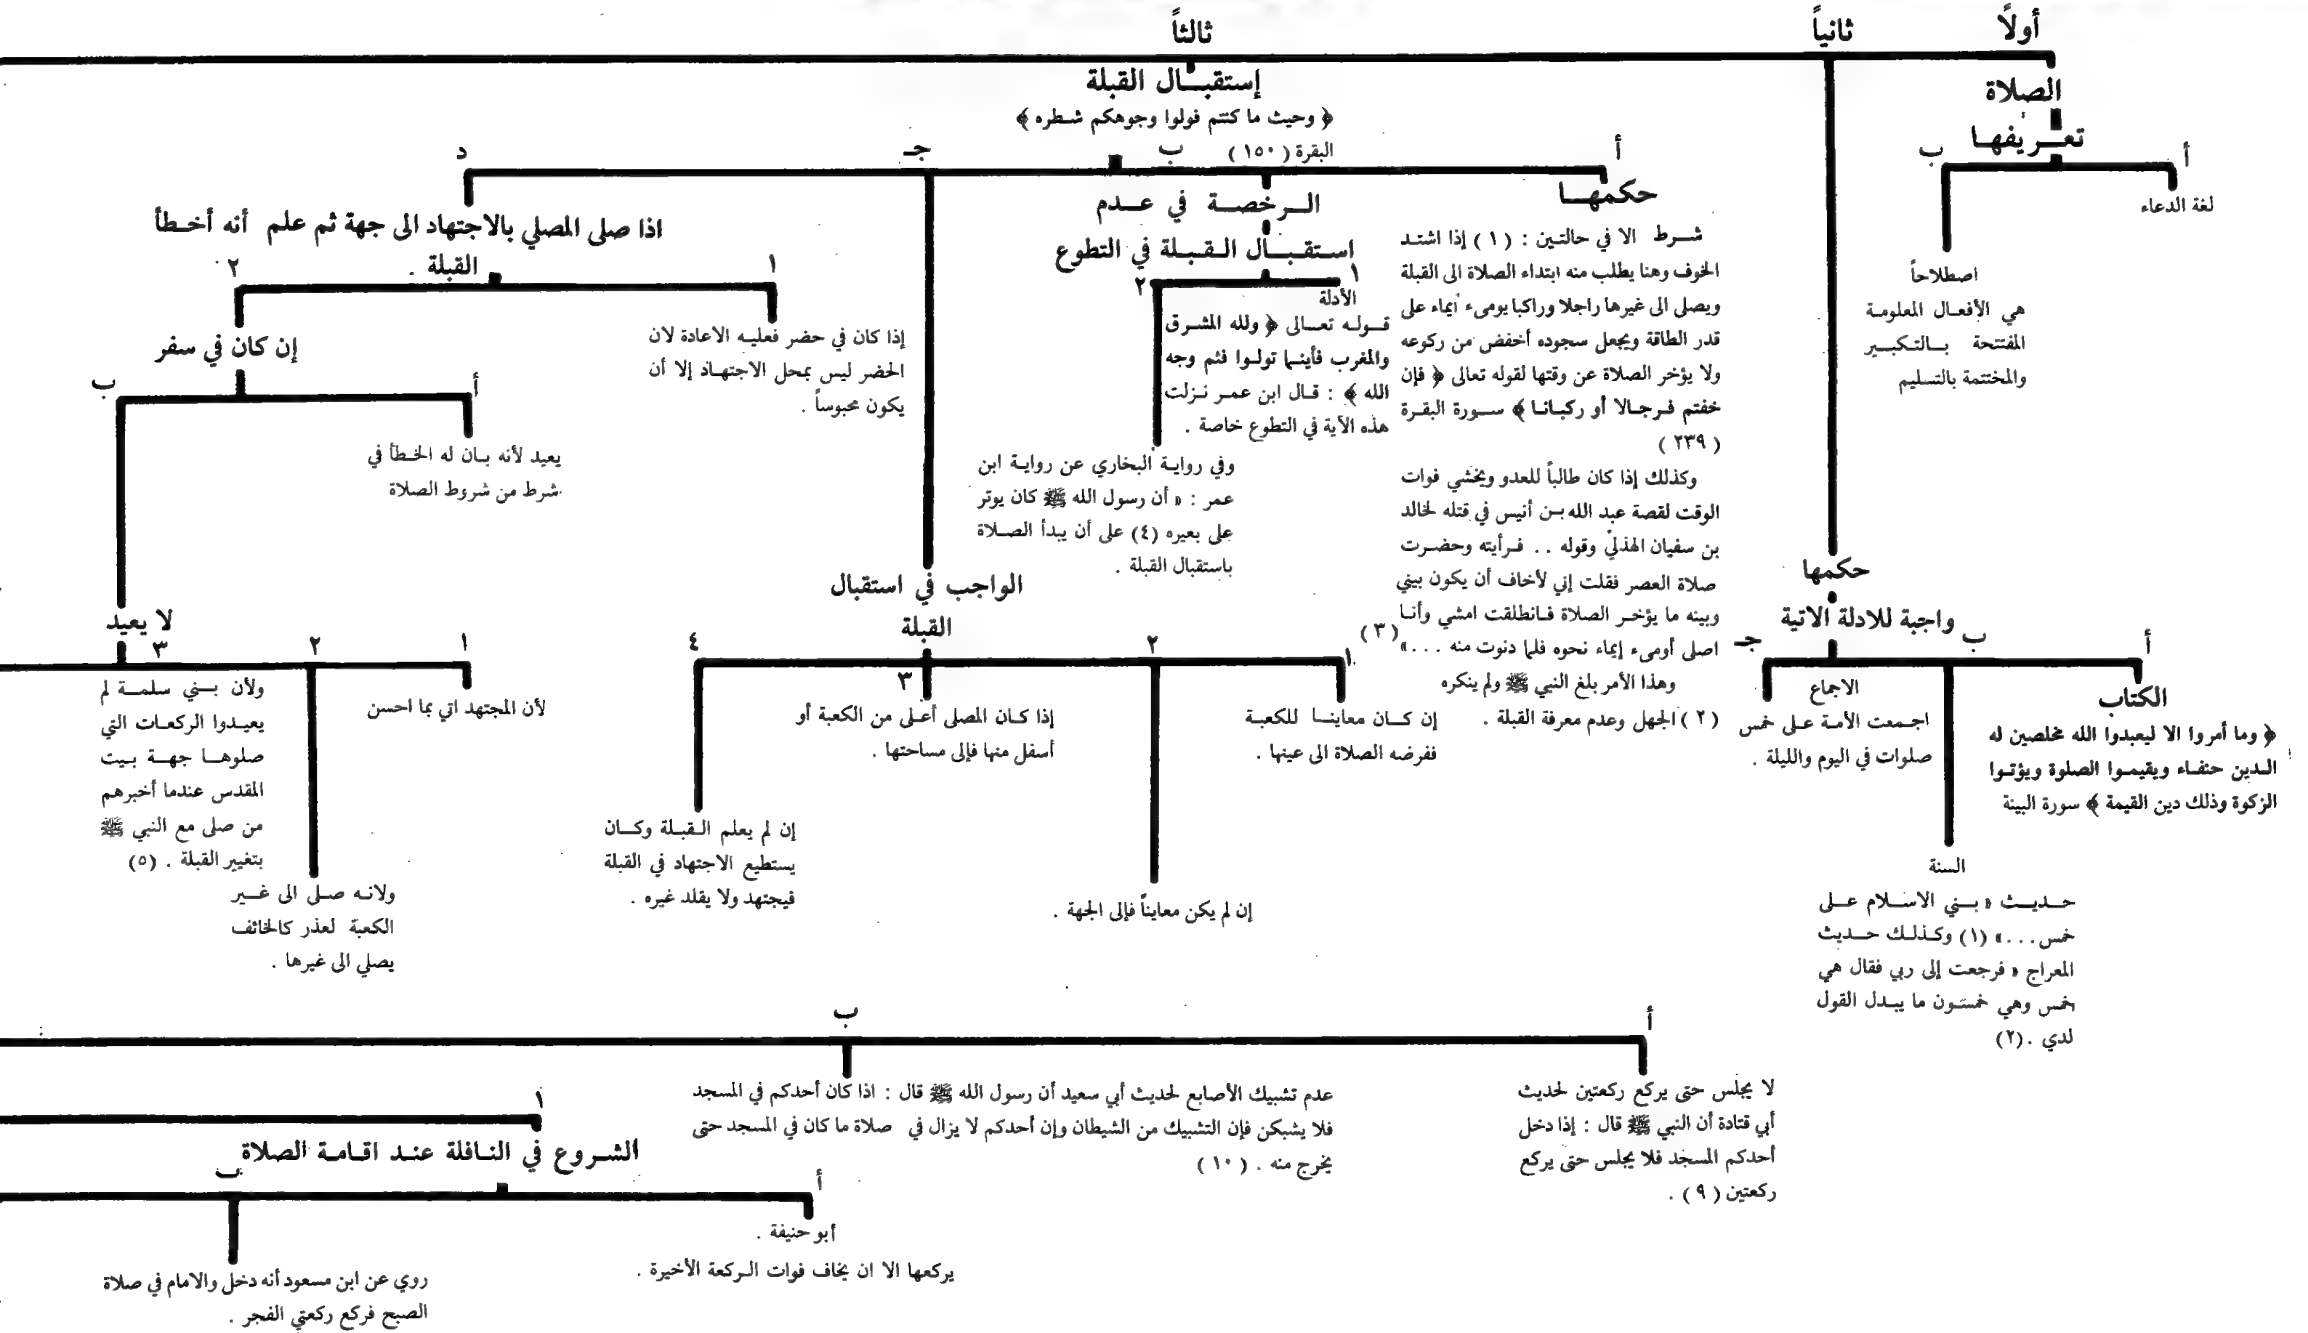 أولاً
الصلاة
تعـريفهـا
أ
لغة الدعاء
ب
اصطلاحاً
هي الأفعال المعلومة
المفتتحة بالتكبير
والمختتمة بالتسليم
ثانياً
حكمها
واجبة للادلة الاتية
أ
الكتاب
﴿ وما أمروا الا ليعبدوا الله مخلصين له
الدين حنفاء ويقيموا الصلوة ويؤتوا
الزكوة وذلك دين القيمة ﴾ سورة البينة
ب
السنة
حديث « بني الاسلام على
خمس...» (١) وكذلك حديث
المعراج « فرجعت إلى ربي فقال هي
خمس وهي خمسون ما يبدل القول
لدي . (٢)
جـ
الاجماع
اجمعت الأمة على خمس
صلوات في اليوم والليلة .
ثالثاً
إستقبال القبلة
﴿ وحيث ما كنتم فولوا وجوهكم شطره ﴾
البقرة ( ١٥٠ )
أ
حكمها
شرط الا في حالتين : (١) إذا اشتد
الخوف وهنا يطلب منه ابتداء الصلاة الى القبلة
ويصلى الى غيرها راجلا وراكبا يومىء ايماء على
قدر الطاقة ويجعل سجوده أخفض من ركوعه
ولا يؤخر الصلاة عن وقتها لقوله تعالى ﴿ فإن
خفتم فرجالا أو ركبانا ﴾ سورة البقرة
( ٢٣٩ )
وكذلك إذا كان طالباً للعدو ويخشي فوات
الوقت لقصة عبد الله بن أنيس في قتله لخالد
بن سفيان الهذليّ وقوله .. فرأيته وحضرت
صلاة العصر فقلت إني لأخاف أن يكون بيني
وبينه ما يؤخر الصلاة فانطلقت امشي وأنا
اصلى أومىء إيماء نحوه فلما دنوت منه ...» (٣)
وهذا الأمر بلغ النبي ﷺ ولم ينكره
(٢) الجهل وعدم معرفة القبلة .
ب
الرخصة في عدم
استقبال القبلة في التطوع
١
الأدلة
قوله تعالى ﴿ ولله المشرق
والمغرب فأينما تولوا فثم وجه
الله ﴾ : قال ابن عمر نزلت
هذه الآية في التطوع خاصة .
٢
وفي رواية البخاري عن رواية ابن
عمر : « أن رسول الله ﷺ كان يوتر
على بعيره (٤) على أن يبدأ الصلاة
باستقبال القبلة .
جـ
الواجب في استقبال
القبلة
١
إن كان معاينا للكعبة
ففرضه الصلاة الى عينها .
٢
إن لم يكن معايناً فإلى الجهة .
٣
إذا كان المصلى أعلى من الكعبة أو
أسفل منها فإلى مساحتها .
٤
إن لم يعلم القبلة وكان
يستطيع الاجتهاد في القبلة
فيجتهد ولا يقلد غيره .
د
اذا صلى المصلي بالاجتهاد الى جهة ثم علم أنه أخطأ
القبلة .
١
إذا كان في حضر فعليه الاعادة لان
الحضر ليس بمحل الاجتهاد إلا أن
يكون محبوساً .
٢
إن كان في سفر
أ
يعيد لأنه بان له الخطأ في
شرط من شروط الصلاة
ب
لا يعيد
١
لأن المجتهد اتي بما احسن
٢
ولانه صلى الى غير
الكعبة لعذر كالخائف
يصلي الى غيرها .
٣
ولأن بني سلمة لم
يعيدوا الركعات التي
صلوها جهة بيت
المقدس عندما أخبرهم
من صلى مع النبي ﷺ
بتغيير القبلة . (٥)
أ
لا يجلس حتى يركع ركعتين لحديث
أبي قتادة أن النبي ﷺ قال : إذا دخل
أحدكم المسجد فلا يجلس حتى يركع
ركعتين (٩) .
ب
عدم تشبيك الأصابع لحديث أبي سعيد أن رسول الله ﷺ قال : اذا كان أحدكم في المسجد
فلا يشبكن فإن التشبيك من الشيطان وإن أحدكم لا يزال في صلاة ما كان في المسجد حتى
يخرج منه . (١٠)
١
الشروع في النافلة عند اقامة الصلاة
أ
أبو حنيفة .
يركعها الا ان يخاف فوات الركعة الأخيرة .
ب
روي عن ابن مسعود أنه دخل والامام في صلاة
الصبح فركع ركعتي الفجر .